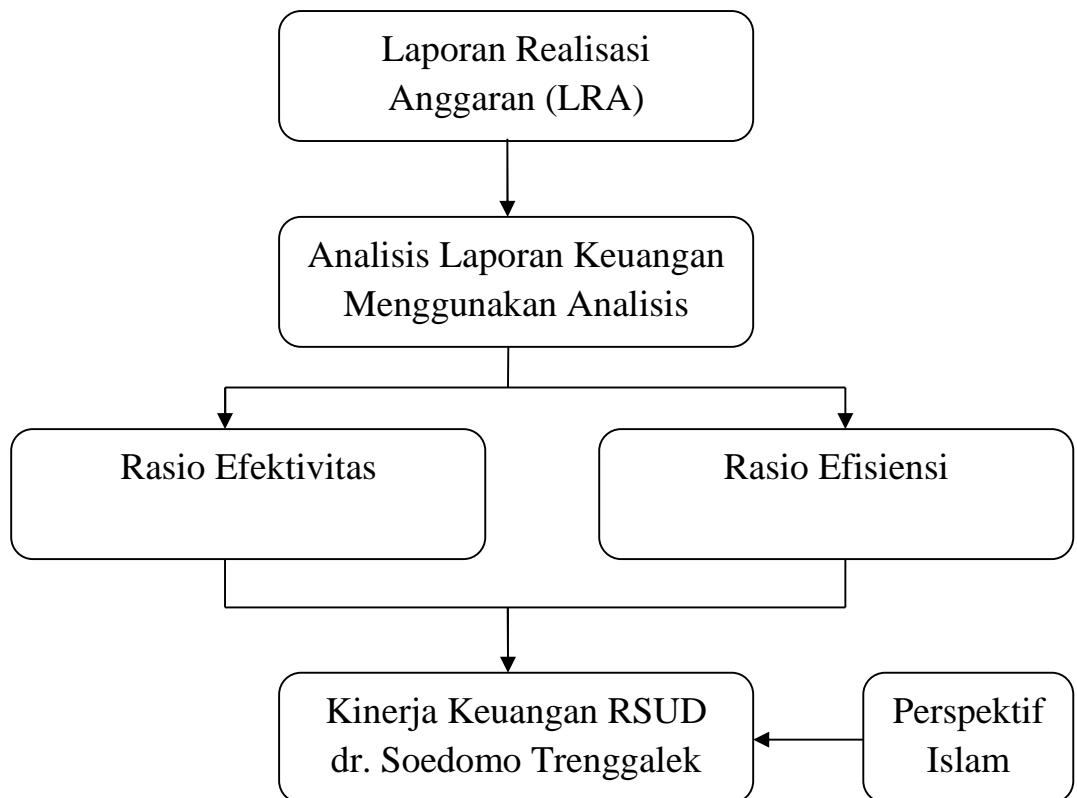 Laporan Realisasi
Anggaran (LRA)
Analisis Laporan Keuangan
Menggunakan Analisis
Rasio Efektivitas
Rasio Efisiensi
Kinerja Keuangan RSUD
dr. Soedomo Trenggalek
Perspektif
Islam